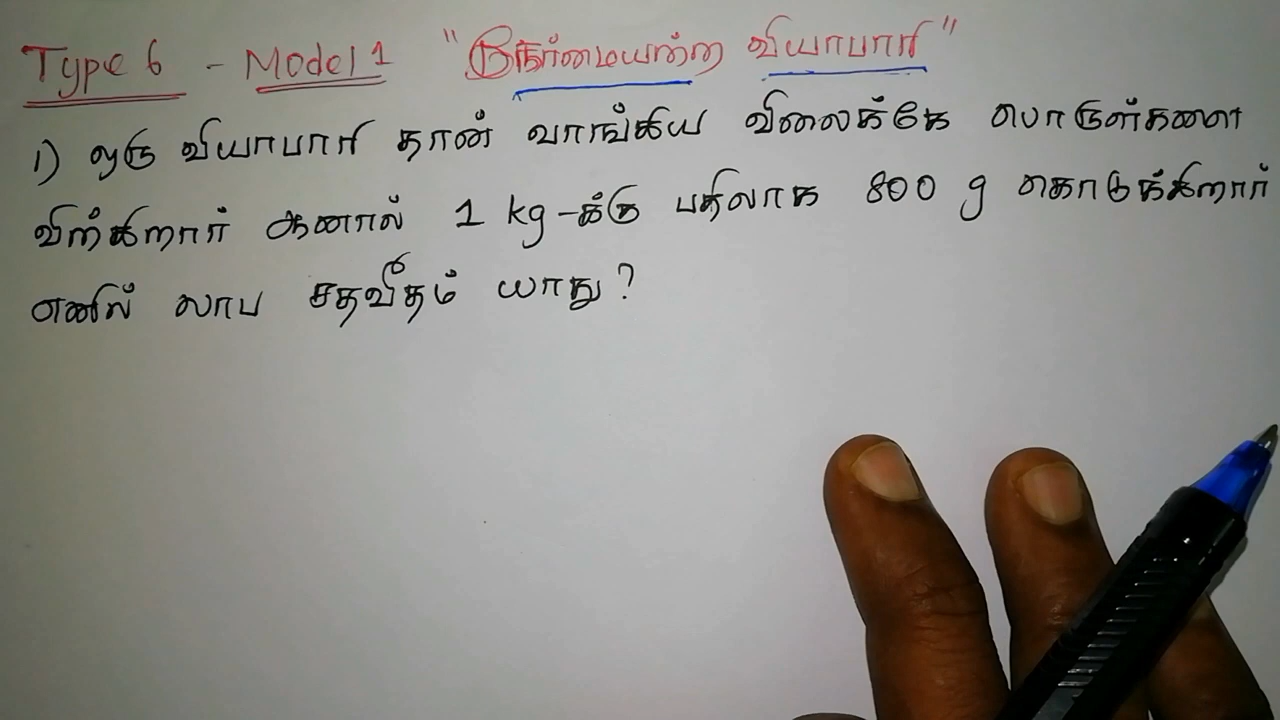 Type 6 - Model 1 "நேர்மையற்ற வியாபாரி"
1) ஒரு வியாபாரி தான் வாங்கிய விலைக்கே பொருள்களை
விற்கிறார் ஆனால் 1 kg-க்கு பதிலாக 800 g கொடுக்கிறார்
எனில் லாப சதவீதம் யாது?